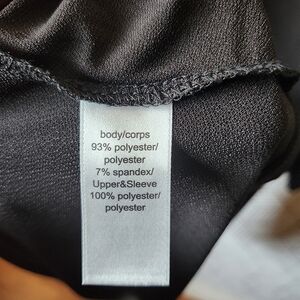 body/corps
93% polyester/
polyester
7% spandex/
Upper&Sleeve
100% polyester/
polyester